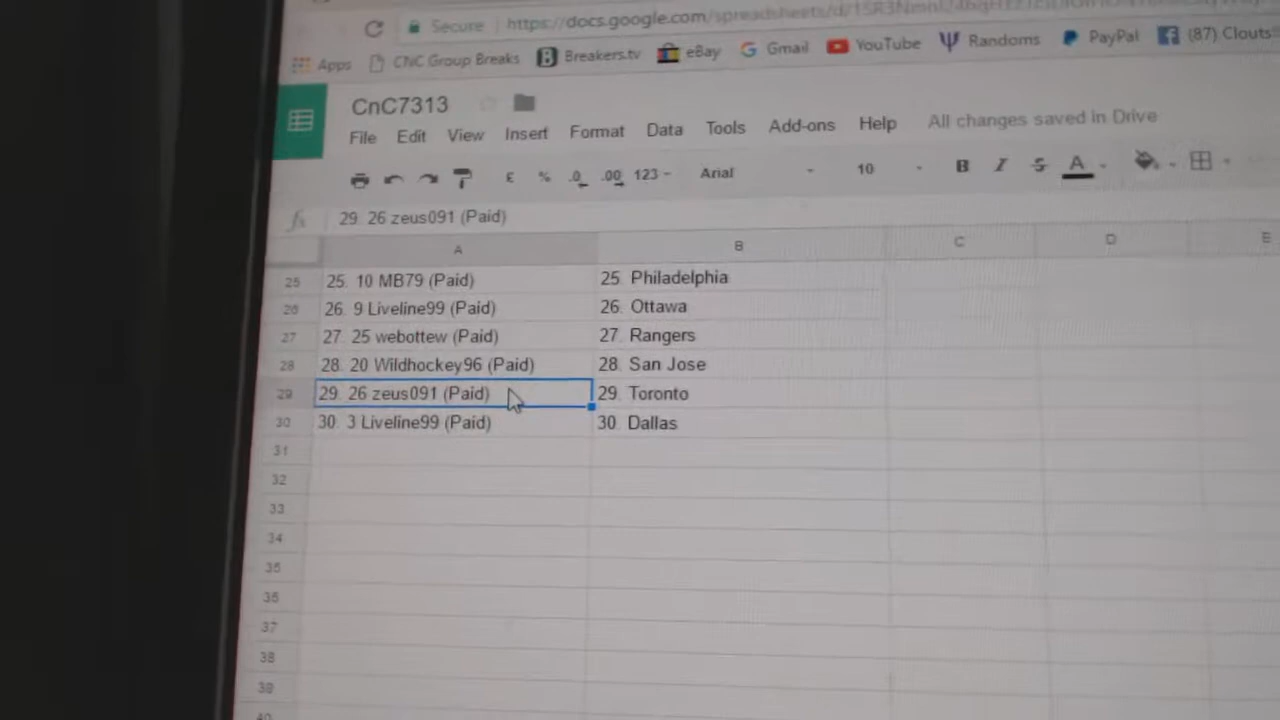 Secure https://docs.google.com/spreadsheets/d/
Apps CNC Group Breaks Breakers.tv eBay Gmail YouTube Randoms PayPal (87) Clouts
CnC7313
File Edit View Insert Format Data Tools Add-ons Help All changes saved in Drive
£ % .0 .00 123 Arial 10 B I S A
fx 29. 26 zeus091 (Paid)
A B C D E
25 25. 10 MB79 (Paid) 25. Philadelphia
26 26. 9 Liveline99 (Paid) 26. Ottawa
27 27. 25 webottew (Paid) 27. Rangers
28 28. 20 Wildhockey96 (Paid) 28. San Jose
29 29. 26 zeus091 (Paid) 29. Toronto
30 30. 3 Liveline99 (Paid) 30. Dallas
31
32
33
34
35
36
37
38
39
40